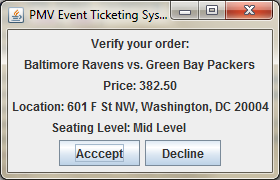 PMV Event Ticketing Sys...
Verify your order:
Baltimore Ravens vs. Green Bay Packers
Price: 382.50
Location: 601 F St NW, Washington, DC 20004
Seating Level: Mid Level
Acccept
Decline